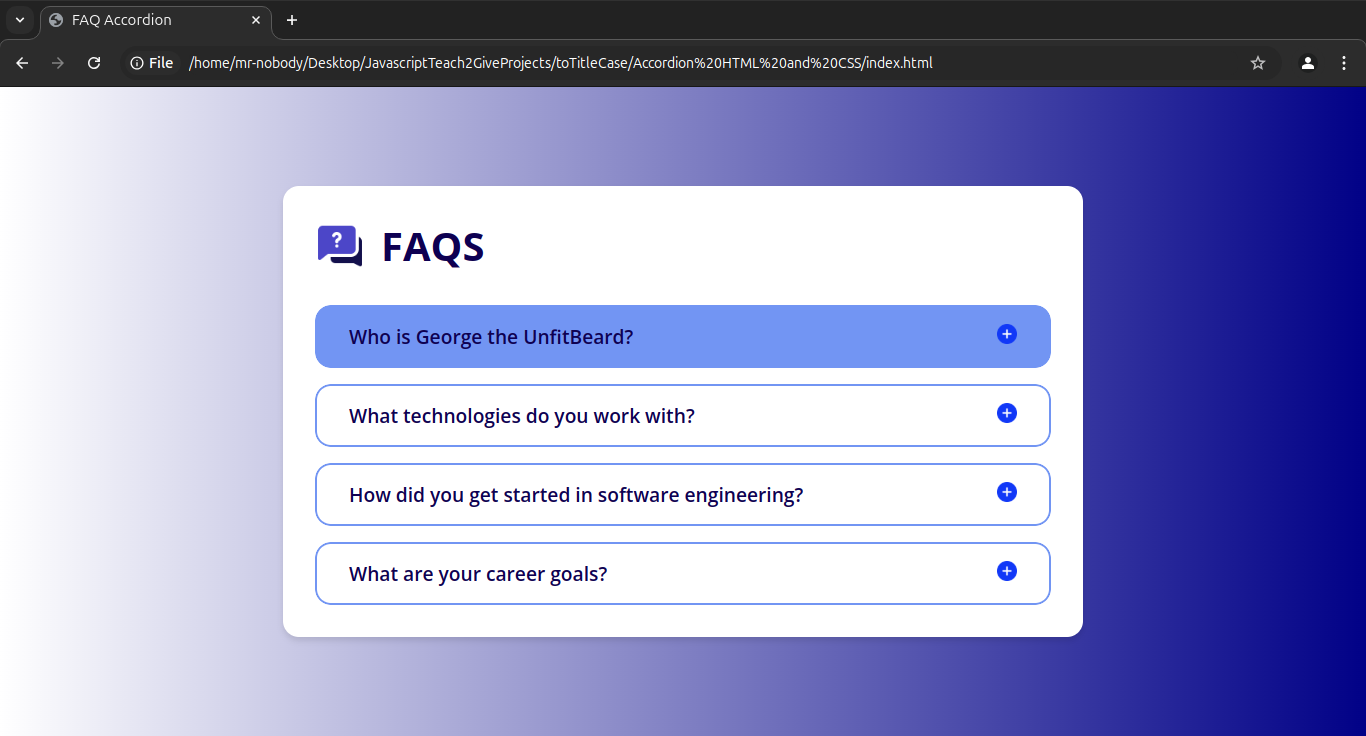 FAQ Accordion
File /home/mr-nobody/Desktop/JavascriptTeach2GiveProjects/toTitleCase/Accordion%20HTML%20and%20CSS/index.html
? FAQS
Who is George the UnfitBeard?
What technologies do you work with?
How did you get started in software engineering?
What are your career goals?